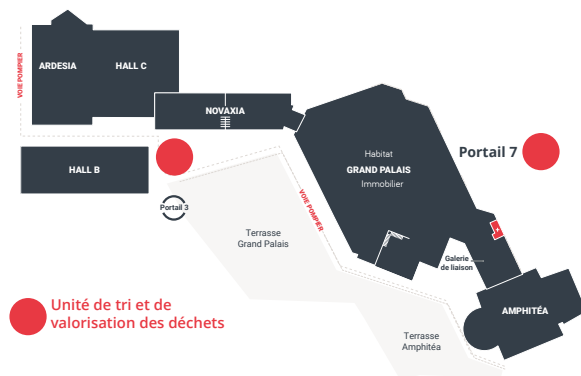 VOIE POMPIER
ARDESIA
HALL C
NOVAXIA
HALL B
Portail 3
Habitat
GRAND PALAIS
Immobilier
Portail 7
VOIE POMPIER
Terrasse
Grand Palais
Galerie
de liaison
AMPHITÉA
Terrasse
Amphitéa
Unité de tri et de
valorisation des déchets